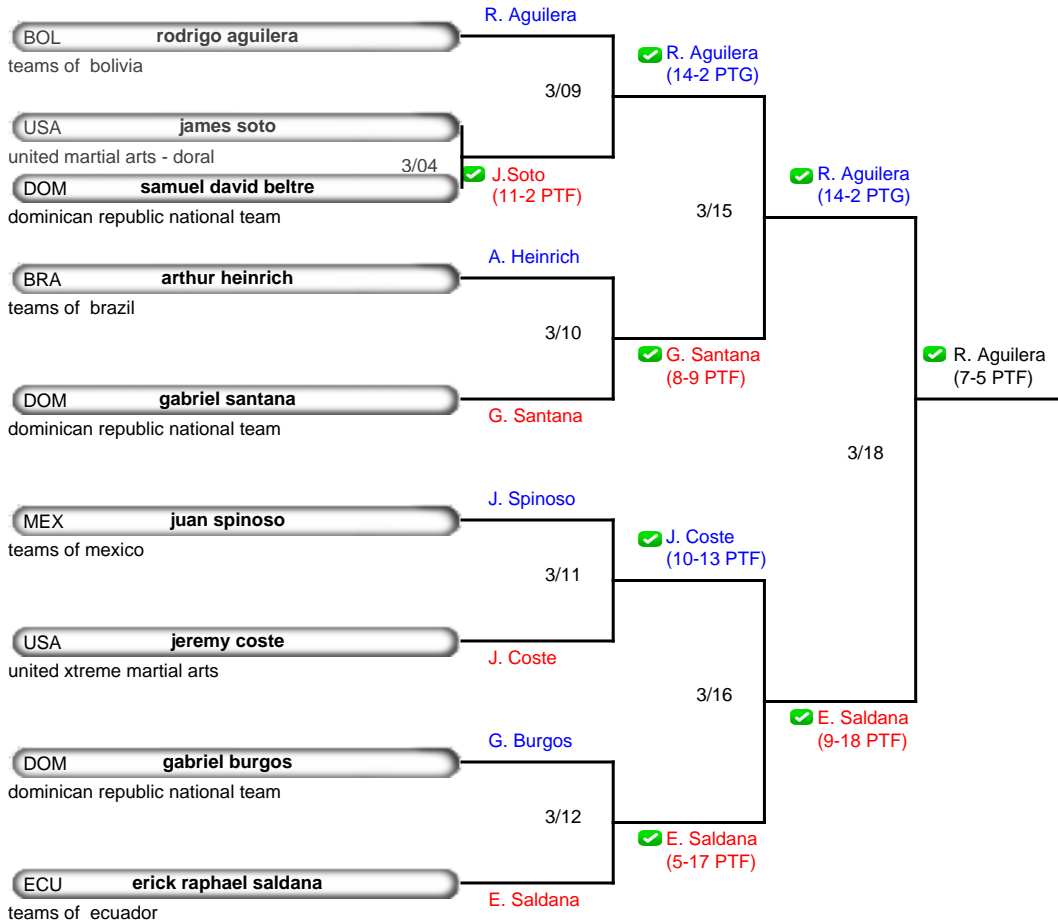 R. Aguilera
BOL rodrigo aguilera
teams of bolivia
R. Aguilera
(14-2 PTG)
3/09
USA james soto
united martial arts - doral
3/04
J.Soto
(11-2 PTF)
DOM samuel david beltre
dominican republic national team
R. Aguilera
(14-2 PTG)
3/15
A. Heinrich
BRA arthur heinrich
teams of brazil
3/10
G. Santana
(8-9 PTF)
R. Aguilera
(7-5 PTF)
DOM gabriel santana
G. Santana
dominican republic national team
3/18
J. Spinoso
MEX juan spinoso
teams of mexico
J. Coste
(10-13 PTF)
3/11
USA jeremy coste
J. Coste
united xtreme martial arts
3/16
E. Saldana
(9-18 PTF)
G. Burgos
DOM gabriel burgos
dominican republic national team
3/12
E. Saldana
(5-17 PTF)
ECU erick raphael saldana
E. Saldana
teams of ecuador